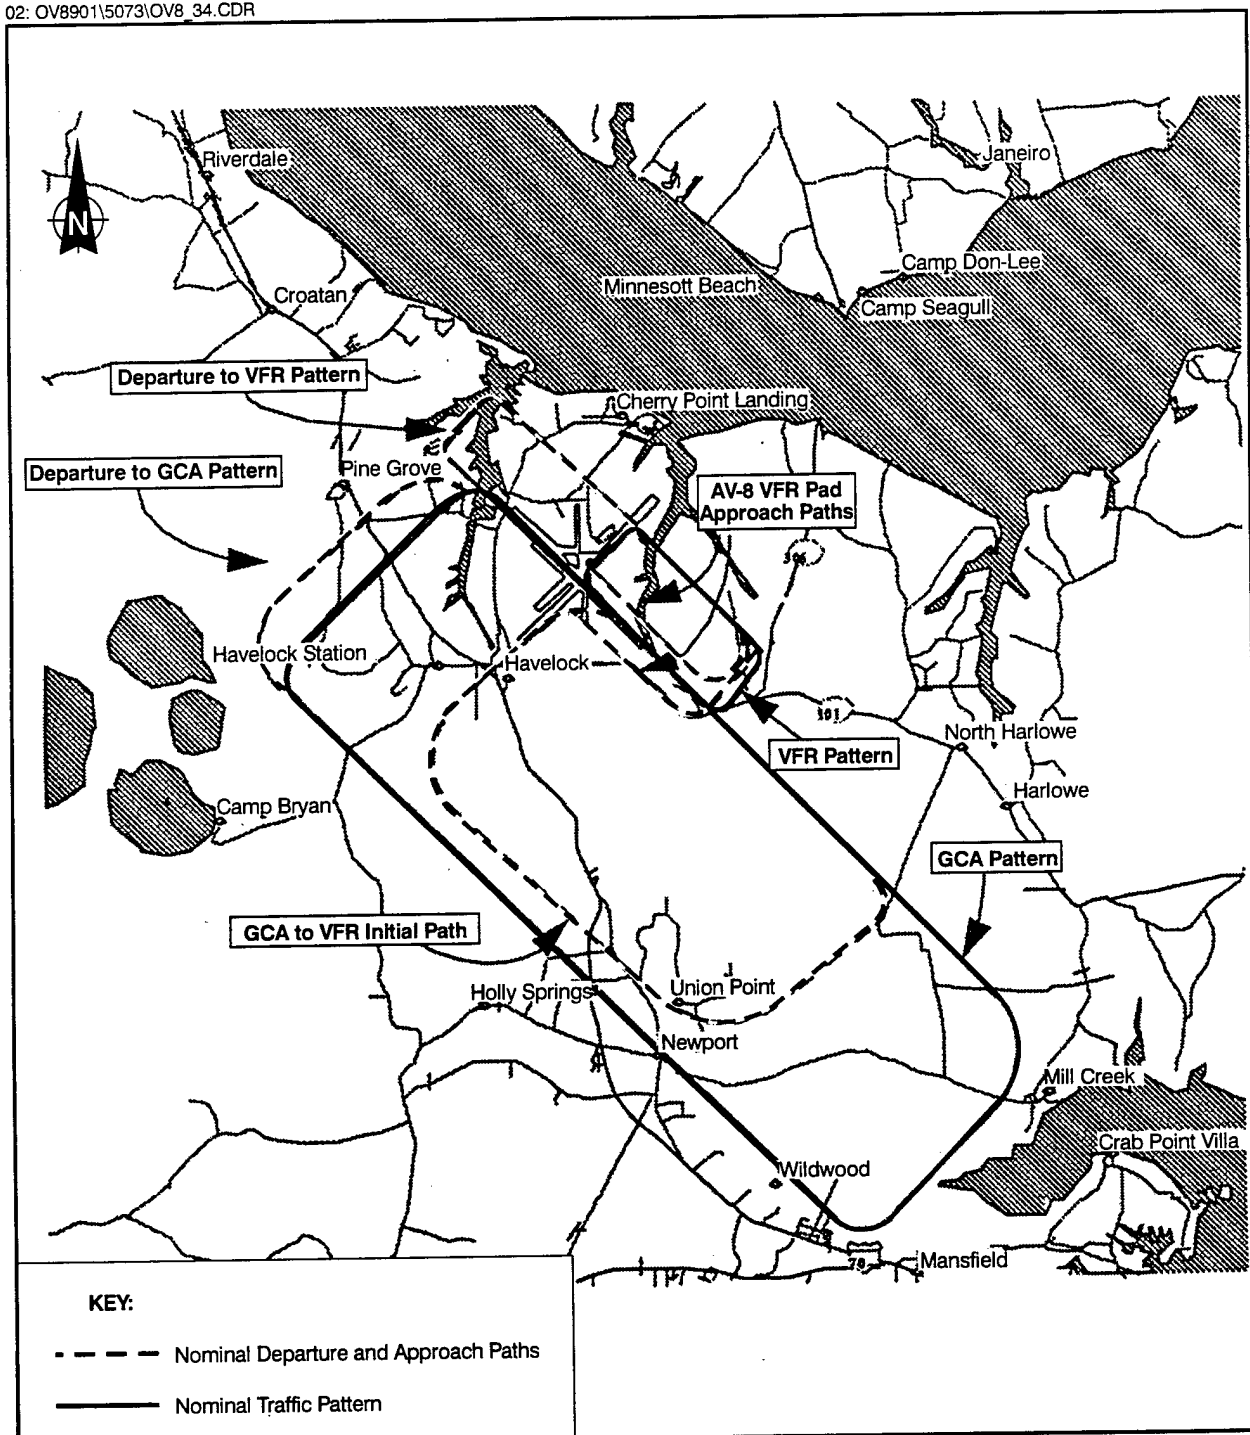 02: OV8901\5073\OV8_34.CDR
Riverdale
Janeiro
N
Camp Don-Lee
Minnesott Beach
Croatan
Camp Seagull
Departure to VFR Pattern
Cherry Point Landing
Departure to GCA Pattern
Pine Grove
AV-8 VFR Pad
Approach Paths
306
Havelock Station
Havelock
101
North Harlowe
VFR Pattern
Harlowe
Camp Bryan
GCA Pattern
GCA to VFR Initial Path
Union Point
Holly Springs
Newport
Mill Creek
Crab Point Villa
Wildwood
70
Mansfield
KEY:
Nominal Departure and Approach Paths
Nominal Traffic Pattern